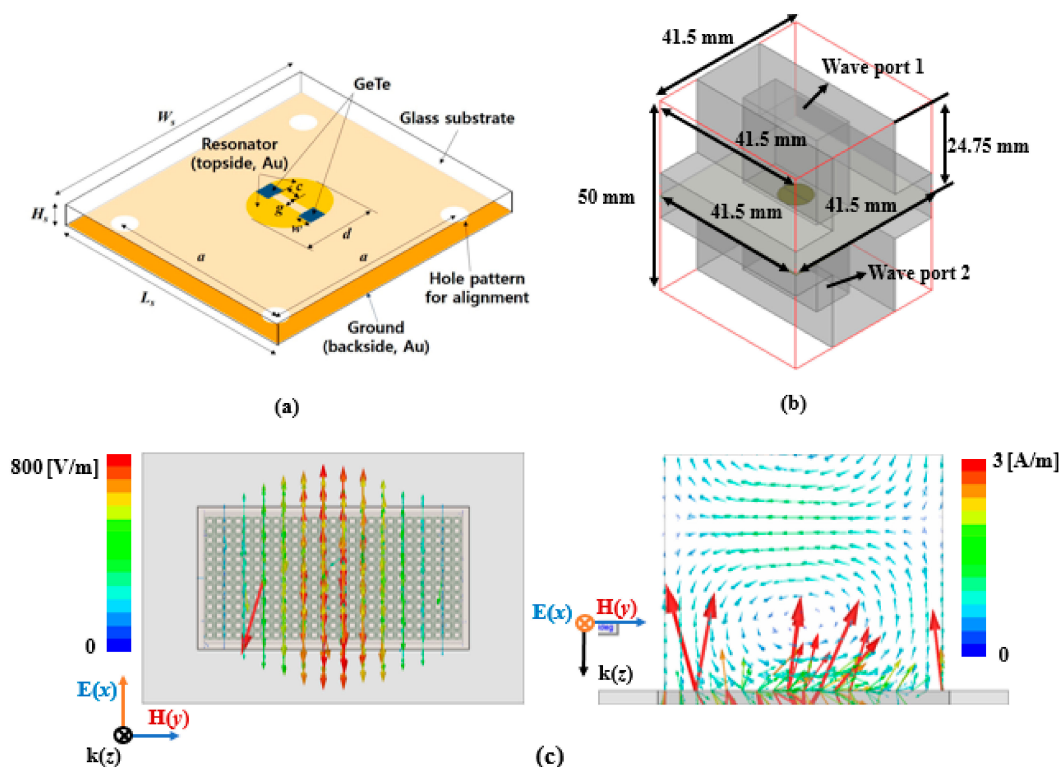 GeTe
Glass substrate
Wₛ
Resonator
(topside, Au)
c
g
w
d
Hₛ
a
a
Lₛ
Hole pattern
for alignment
Ground
(backside, Au)
(a)
41.5 mm
Wave port 1
41.5 mm
24.75 mm
50 mm
41.5 mm
41.5 mm
Wave port 2
(b)
800 [V/m]
0
E(x)
H(y)
k(z)
3 [A/m]
0
E(x)
H(y)
deg
k(z)
(c)